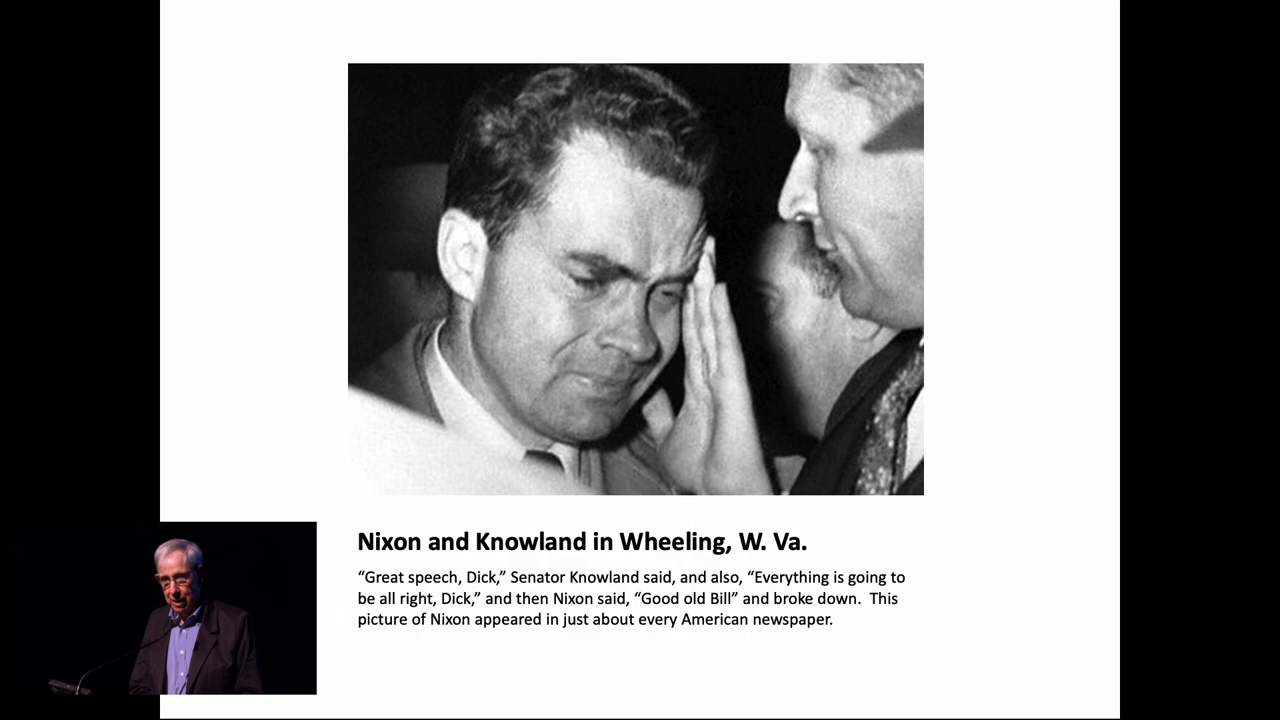 Nixon and Knowland in Wheeling, W. Va.
“Great speech, Dick,” Senator Knowland said, and also, “Everything is going to
be all right, Dick,” and then Nixon said, “Good old Bill” and broke down.  This
picture of Nixon appeared in just about every American newspaper.